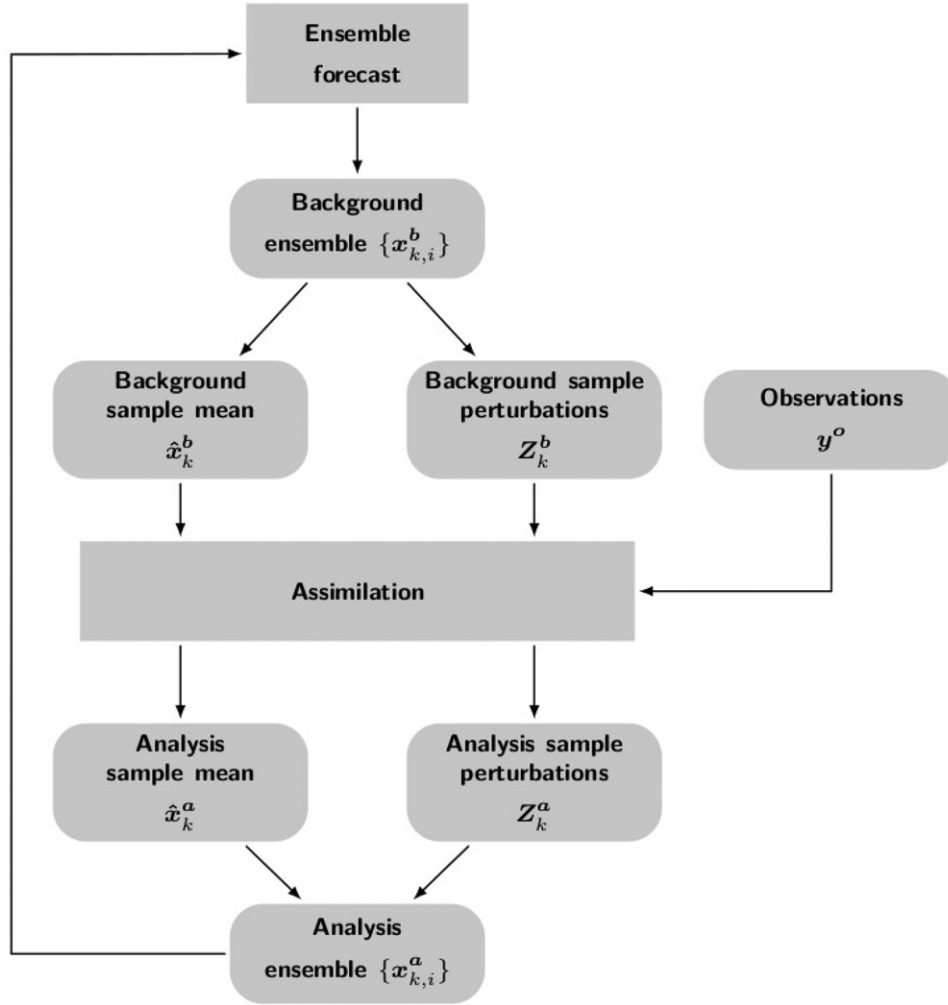 Ensemble
forecast
Background
ensemble {x^b_{k,i}}
Background
sample mean
x̂^b_k
Background sample
perturbations
Z^b_k
Observations
y^o
Assimilation
Analysis
sample mean
x̂^a_k
Analysis sample
perturbations
Z^a_k
Analysis
ensemble {x^a_{k,i}}